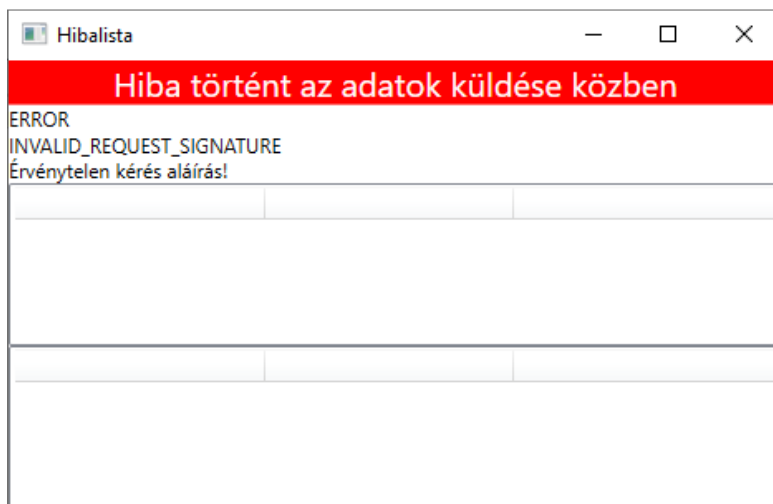 Hibalista
Hiba történt az adatok küldése közben
ERROR
INVALID_REQUEST_SIGNATURE
Érvénytelen kérés aláírás!